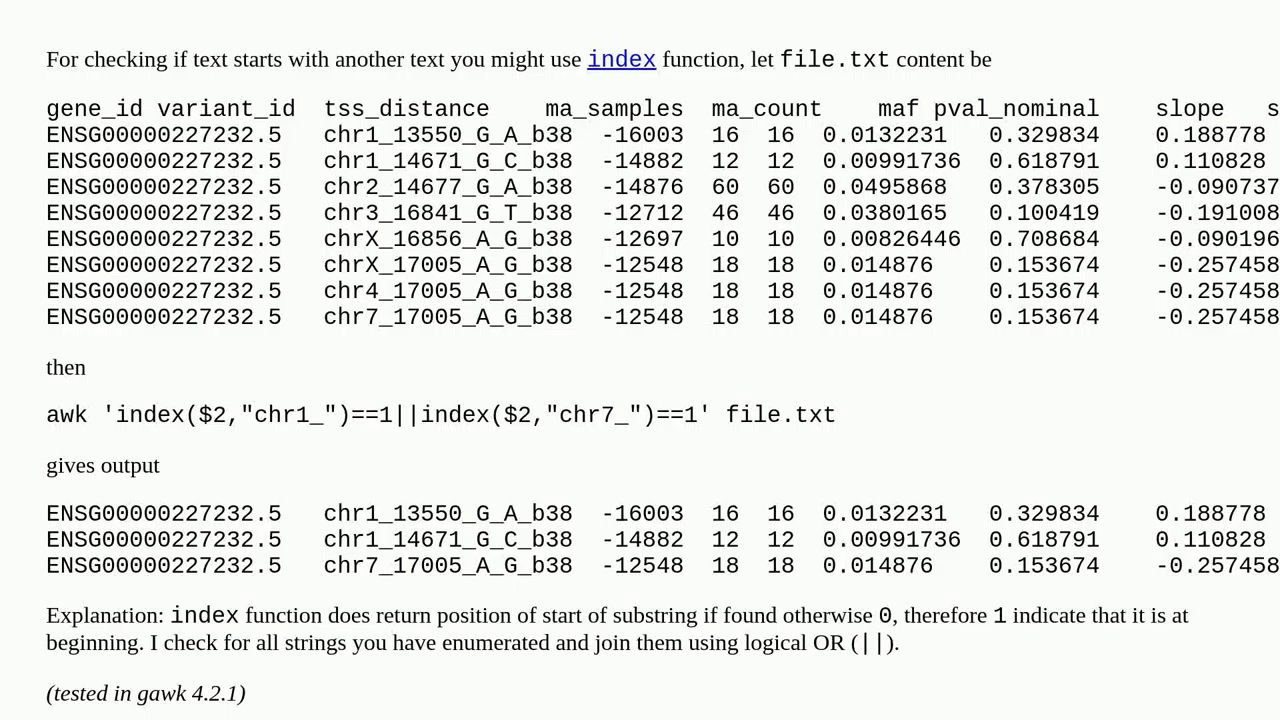 For checking if text starts with another text you might use index function, let file.txt content be
gene_id variant_id  tss_distance    ma_samples  ma_count    maf pval_nominal    slope   s
ENSG00000227232.5   chr1_13550_G_A_b38  -16003  16  16  0.0132231   0.329834    0.188778
ENSG00000227232.5   chr1_14671_G_C_b38  -14882  12  12  0.00991736  0.618791    0.110828
ENSG00000227232.5   chr2_14677_G_A_b38  -14876  60  60  0.0495868   0.378305    -0.090737
ENSG00000227232.5   chr3_16841_G_T_b38  -12712  46  46  0.0380165   0.100419    -0.191008
ENSG00000227232.5   chrX_16856_A_G_b38  -12697  10  10  0.00826446  0.708684    -0.090196
ENSG00000227232.5   chrX_17005_A_G_b38  -12548  18  18  0.014876    0.153674    -0.257458
ENSG00000227232.5   chr4_17005_A_G_b38  -12548  18  18  0.014876    0.153674    -0.257458
ENSG00000227232.5   chr7_17005_A_G_b38  -12548  18  18  0.014876    0.153674    -0.257458
then
awk 'index($2,"chr1_")==1||index($2,"chr7_")==1' file.txt
gives output
ENSG00000227232.5   chr1_13550_G_A_b38  -16003  16  16  0.0132231   0.329834    0.188778
ENSG00000227232.5   chr1_14671_G_C_b38  -14882  12  12  0.00991736  0.618791    0.110828
ENSG00000227232.5   chr7_17005_A_G_b38  -12548  18  18  0.014876    0.153674    -0.257458
Explanation: index function does return position of start of substring if found otherwise 0, therefore 1 indicate that it is at
beginning. I check for all strings you have enumerated and join them using logical OR (||).
(tested in gawk 4.2.1)